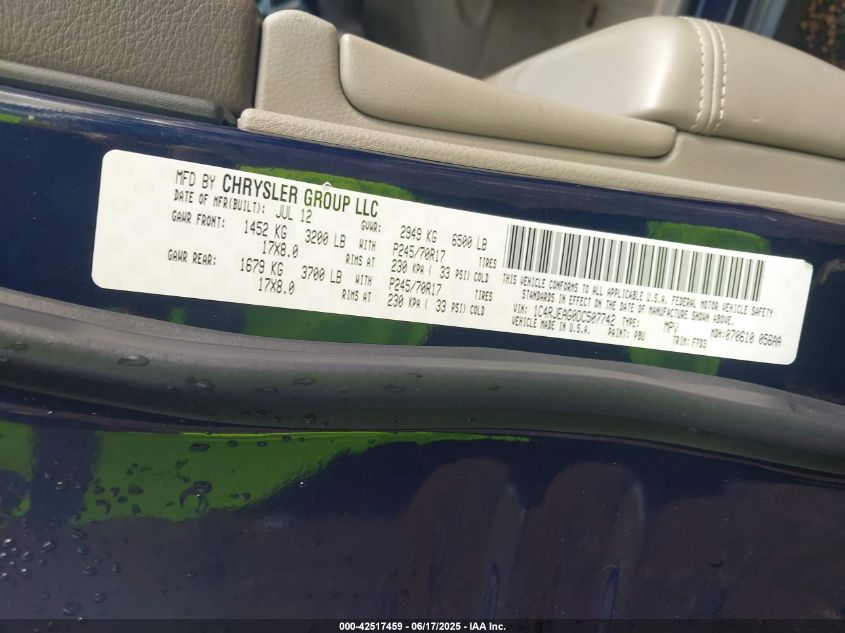 MFD BY CHRYSLER GROUP LLC
DATE OF MFR(BUILT): JUL 12 GVWR: 2949 KG 6500 LB
GAWR FRONT: 1452 KG 3200 LB WITH P245/70R17 TIRES
17X8.0 RIMS AT 230 KPA ( 33 PSI) COLD
GAWR REAR: 1679 KG 3700 LB WITH P245/70R17 TIRES
17X8.0 RIMS AT 230 KPA ( 33 PSI) COLD
THIS VEHICLE CONFORMS TO ALL APPLICABLE U.S.A. FEDERAL MOTOR VEHICLE SAFETY
STANDARDS IN EFFECT ON THE DATE OF MANUFACTURE SHOWN ABOVE.
VIN: 1C4RJEAG0DC507742 TYPE: MPV MDH: 070610 056AA
VEHICLE MADE IN U.S.A. PAINT: PBU TRIM: F7D3
000-42517459 - 06/17/2025 - IAA Inc.